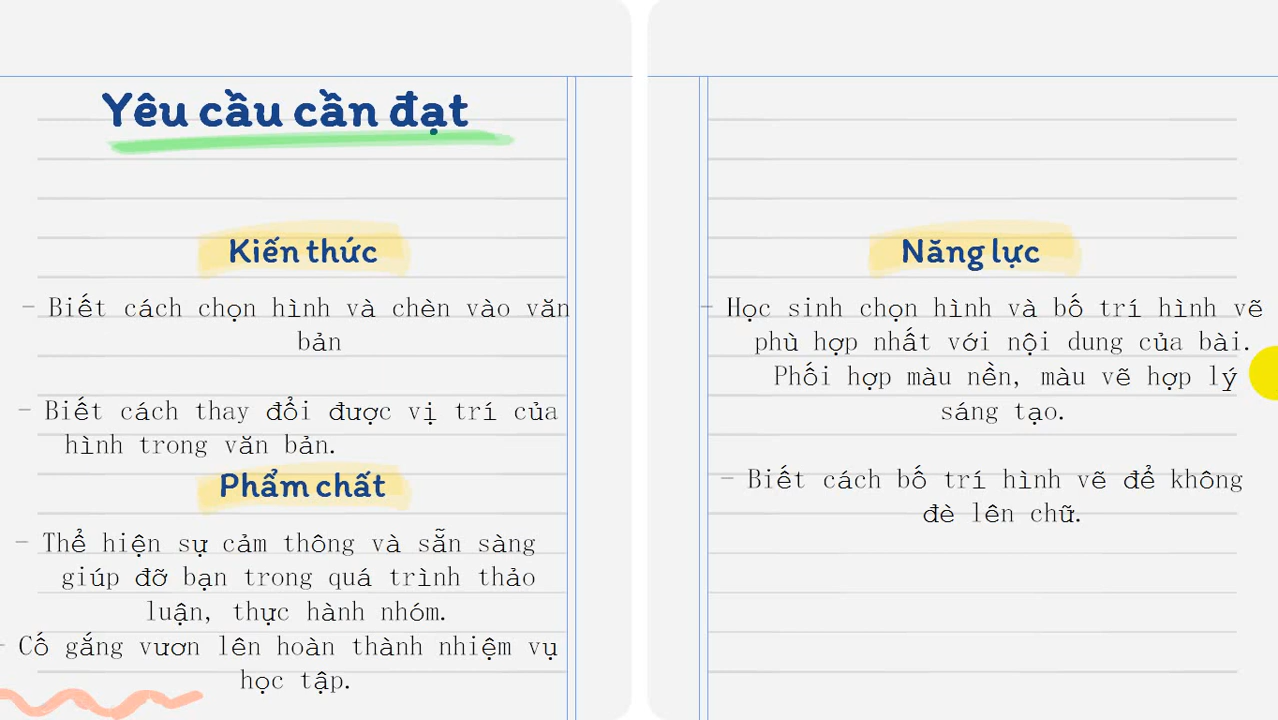 Yêu cầu cần đạt
Kiến thức
- Biết cách chọn hình và chèn vào văn
bản
- Biết cách thay đổi được vị trí của
hình trong văn bản.
Phẩm chất
- Thể hiện sự cảm thông và sẵn sàng
giúp đỡ bạn trong quá trình thảo
luận, thực hành nhóm.
- Cố gắng vươn lên hoàn thành nhiệm vụ
học tập.
Năng lực
- Học sinh chọn hình và bố trí hình vẽ
phù hợp nhất với nội dung của bài.
Phối hợp màu nền, màu vẽ hợp lý
sáng tạo.
- Biết cách bố trí hình vẽ để không
đè lên chữ.